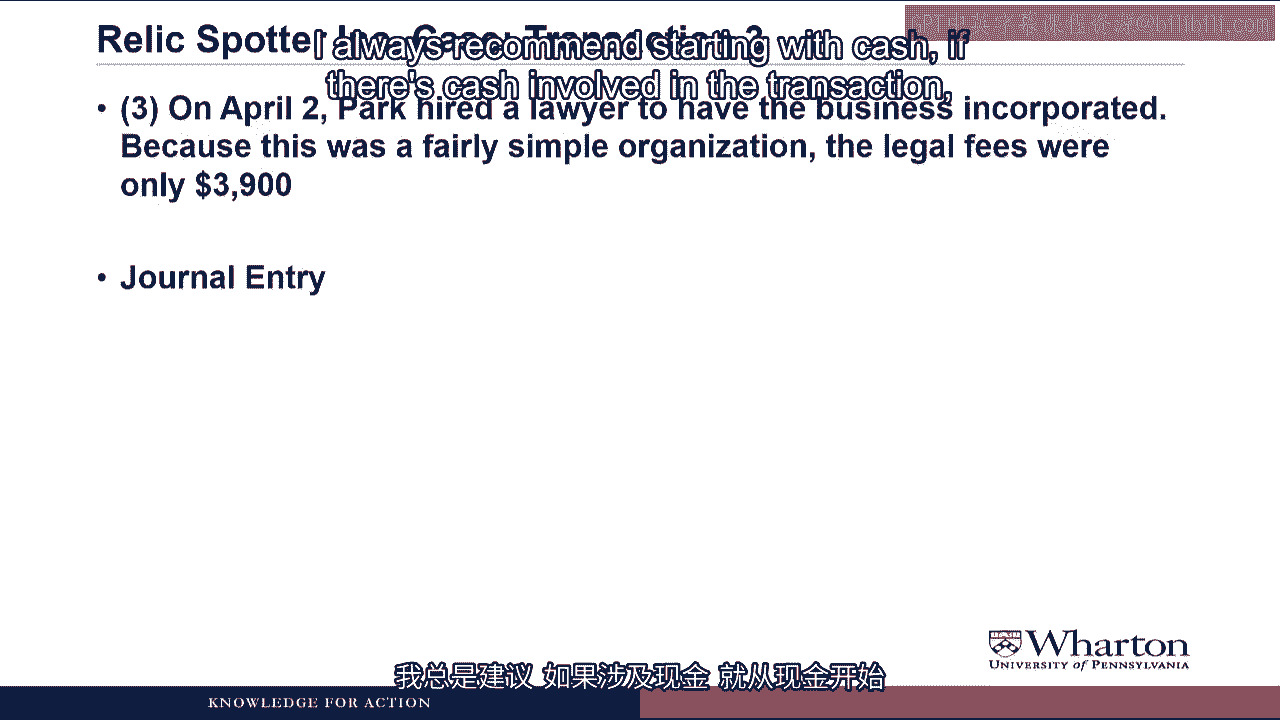 Relic Spotter Inc. Case: Transaction 3
I always recommend starting with cash, if
there's cash involved in the transaction,
• (3) On April 2, Park hired a lawyer to have the business incorporated.
Because this was a fairly simple organization, the legal fees were
only $3,900
• Journal Entry
Wharton
UNIVERSITY of PENNSYLVANIA
我总是建议 如果涉及现金 就从现金开始
KNOWLEDGE FOR ACTION